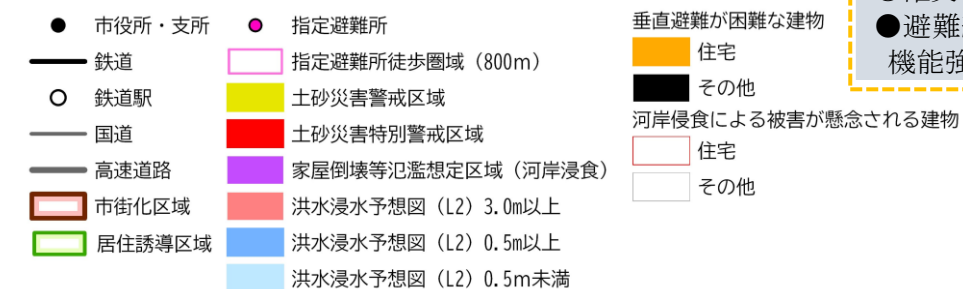 市役所・支所
鉄道
鉄道駅
国道
高速道路
市街化区域
居住誘導区域
指定避難所
指定避難所徒歩圏域（800m）
土砂災害警戒区域
土砂災害特別警戒区域
家屋倒壊等氾濫想定区域（河岸浸食）
洪水浸水予想図（L2）3.0m以上
洪水浸水予想図（L2）0.5m以上
洪水浸水予想図（L2）0.5m未満
垂直避難が困難な建物
住宅
その他
河岸侵食による被害が懸念される建物
住宅
その他
●避難
機能強